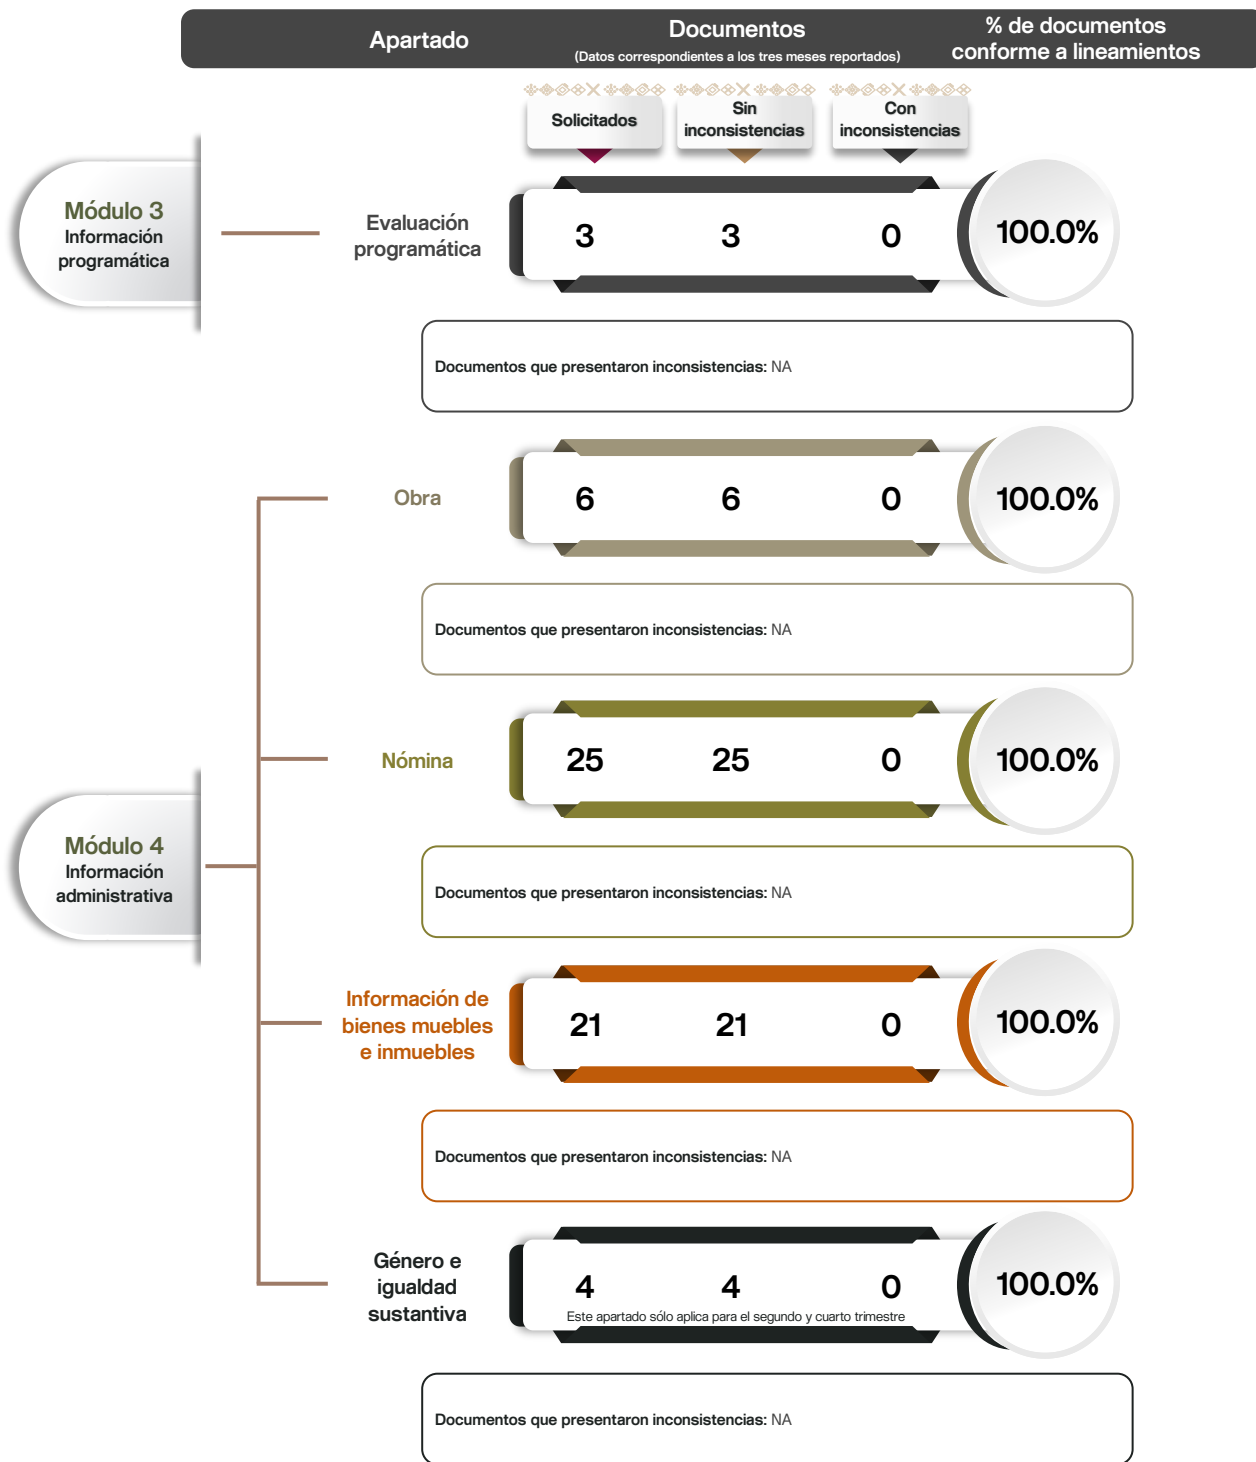 Apartado
Documentos
(Datos correspondientes a los tres meses reportados)
% de documentos
conforme a lineamientos
Solicitados
Sin
inconsistencias
Con
inconsistencias
Módulo 3
Información
programática
Evaluación
programática
3 3 0 100.0%
Documentos que presentaron inconsistencias: NA
Obra
6 6 0 100.0%
Documentos que presentaron inconsistencias: NA
Nómina
25 25 0 100.0%
Documentos que presentaron inconsistencias: NA
Módulo 4
Información
administrativa
Información de
bienes muebles
e inmuebles
21 21 0 100.0%
Documentos que presentaron inconsistencias: NA
Género e
igualdad
sustantiva
4 4 0 100.0%
Este apartado sólo aplica para el segundo y cuarto trimestre
Documentos que presentaron inconsistencias: NA